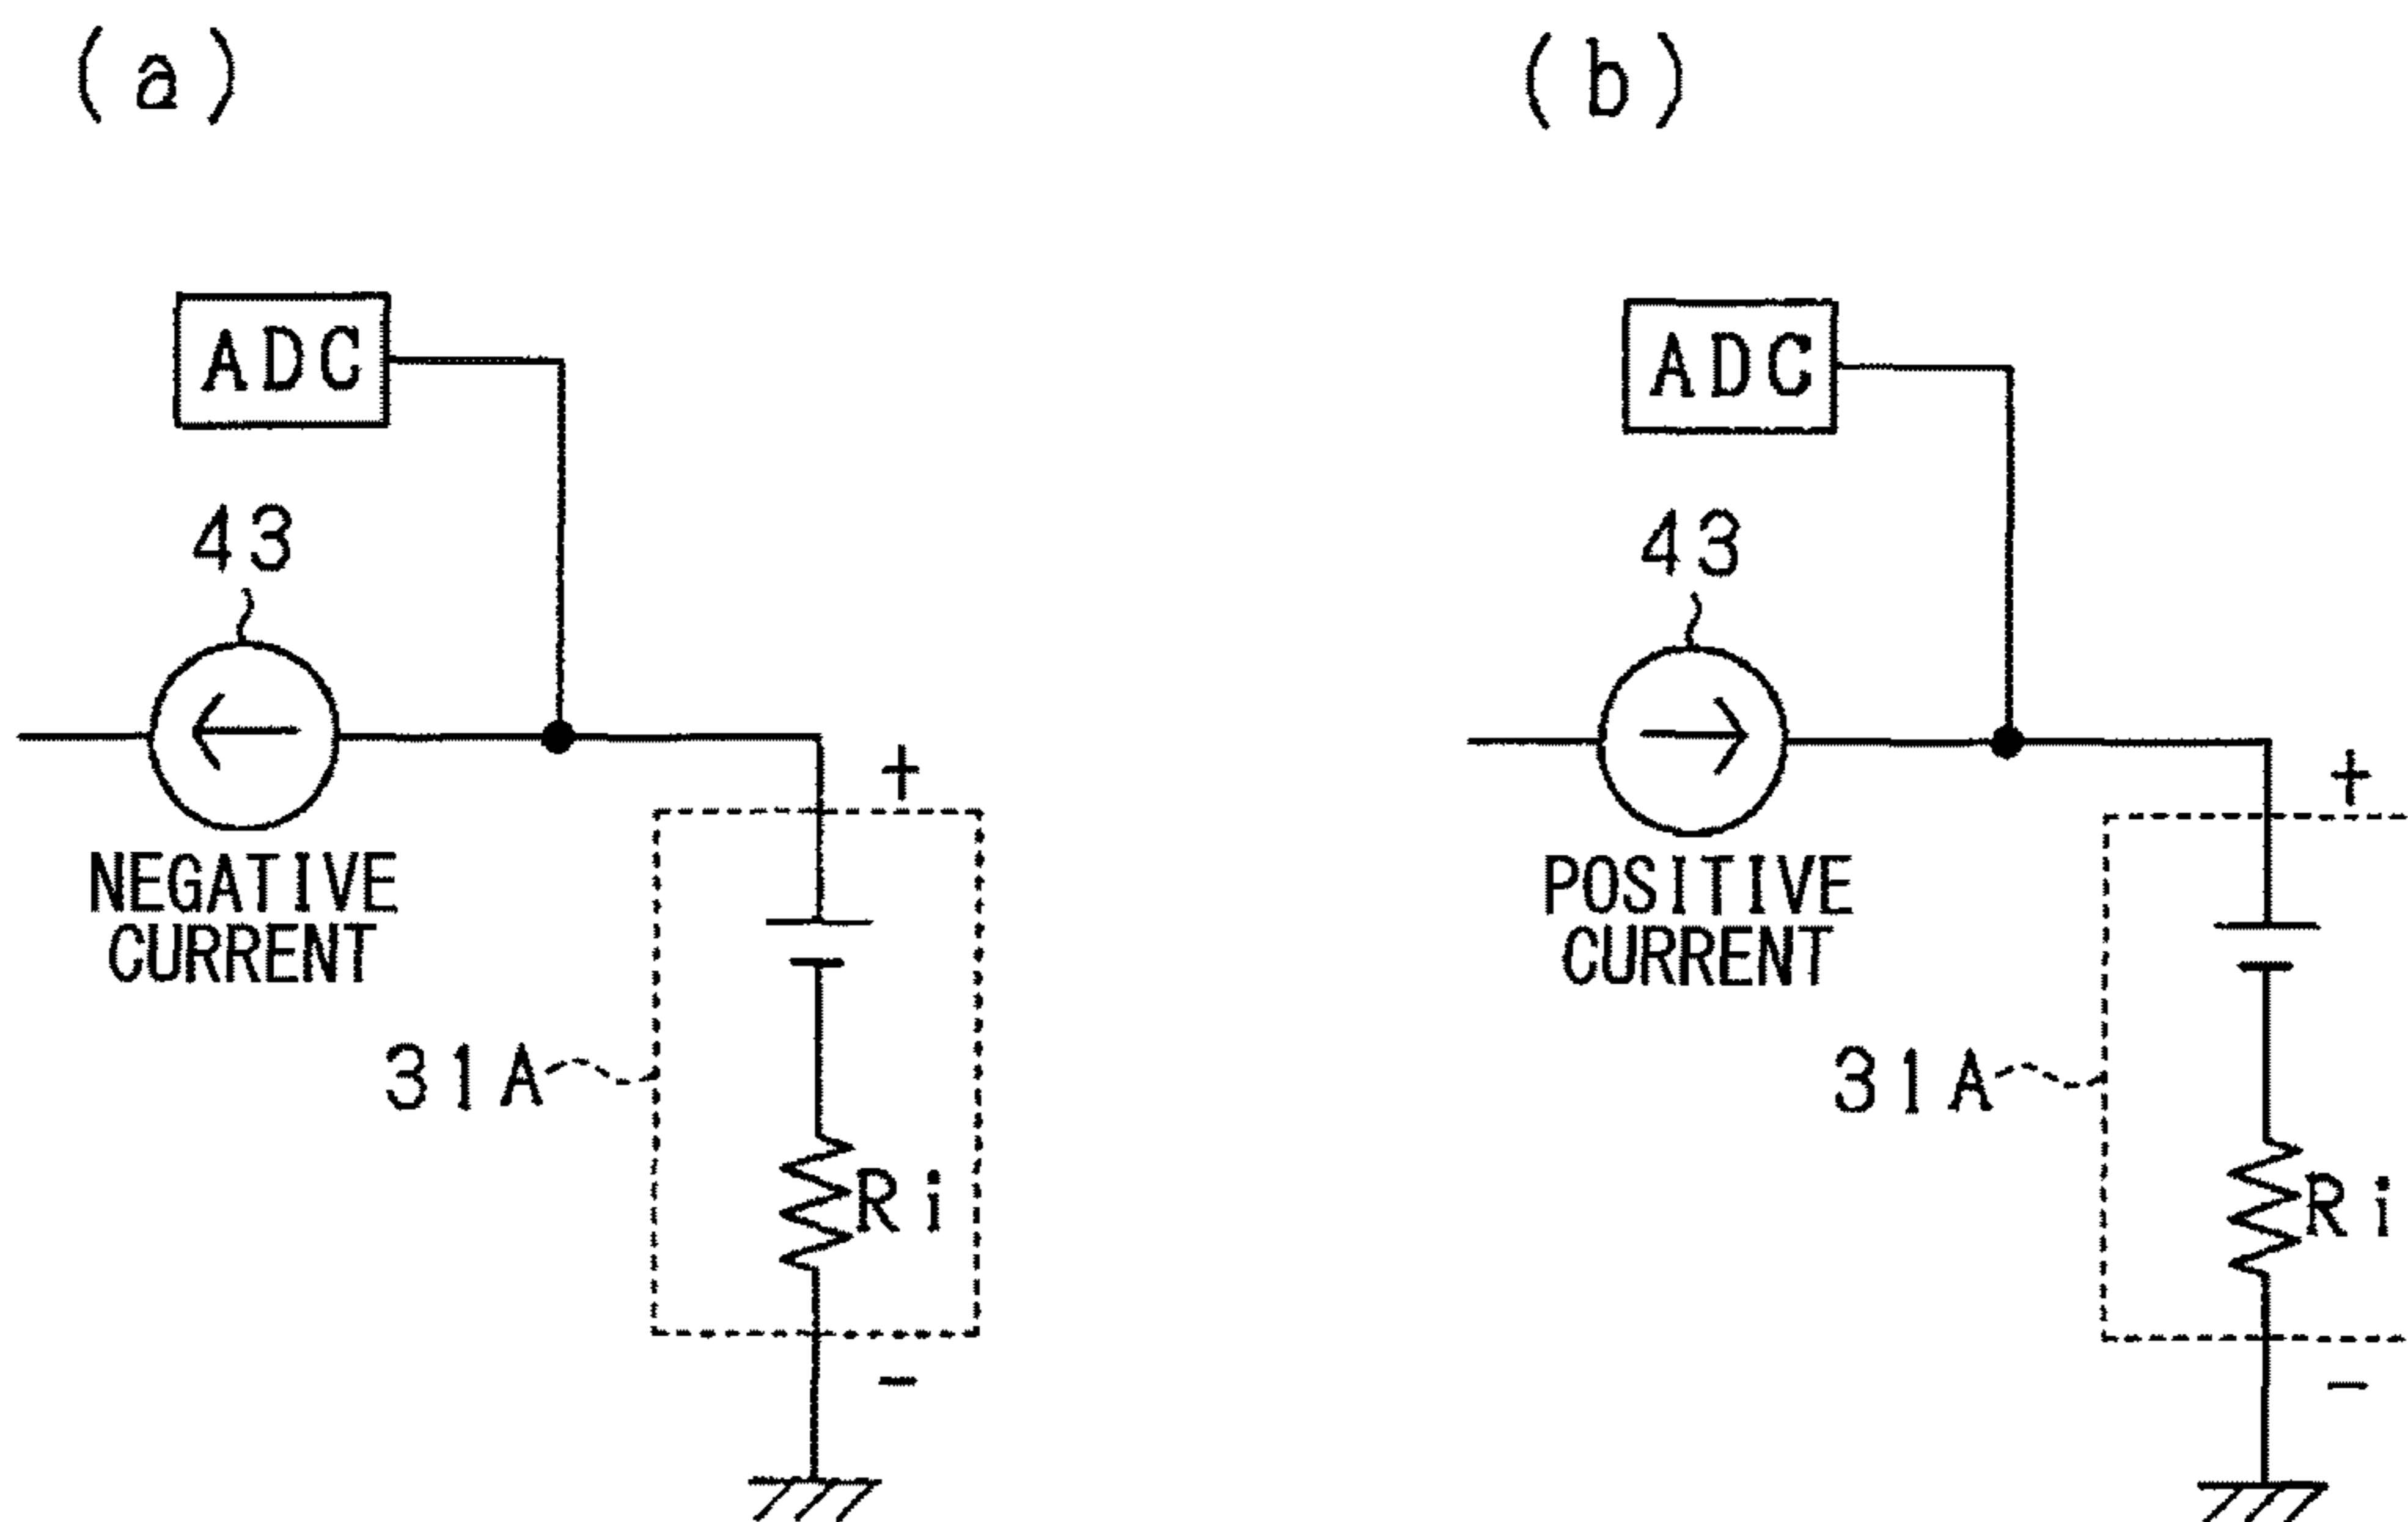 (a)
ADC
43
NEGATIVE
CURRENT
+
31A
Ri
-
(b)
ADC
43
POSITIVE
CURRENT
+
31A
Ri
-